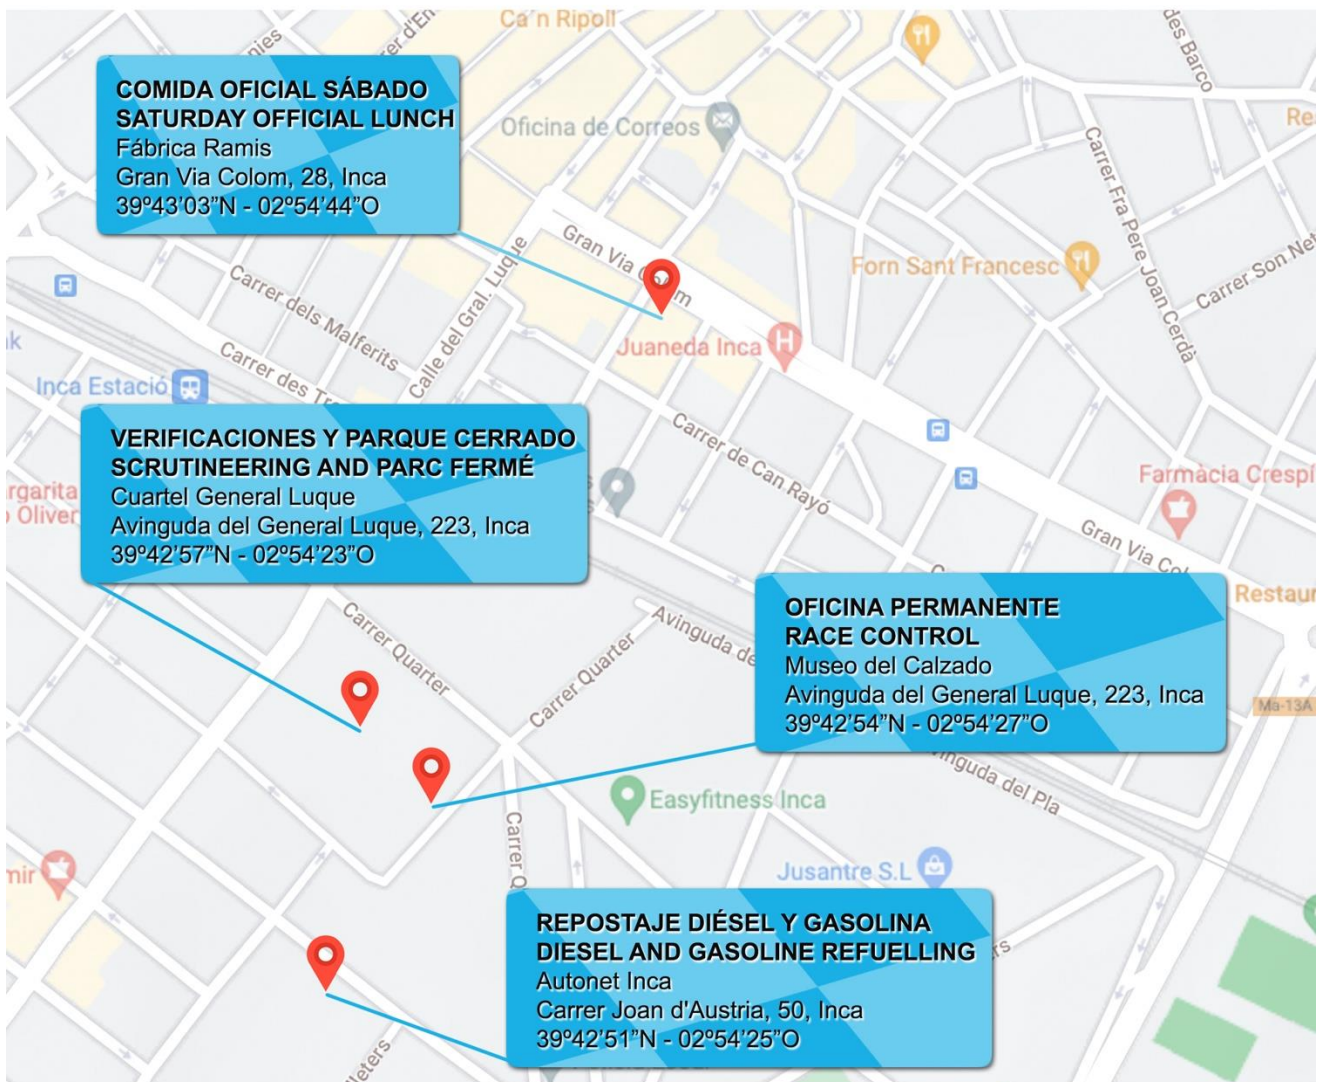 Ca´n Ripoll
des Barco
COMIDA OFICIAL SÁBADO
SATURDAY OFFICIAL LUNCH
Fábrica Ramis
Gran Via Colom, 28, Inca
39º43’03”N - 02º54’44”O
Oficina de Correos
Carrer Fra Pere Joan Cerdà
Gran Via Colom
Forn Sant Francesc
Carrer Son Net
Carrer dels Malferits
Calle del Gral. Luque
Juaneda Inca
Inca Estació
VERIFICACIONES Y PARQUE CERRADO
SCRUTINEERING AND PARC FERMÉ
Cuartel General Luque
Avinguda del General Luque, 223, Inca
39º42’57”N - 02º54’23”O
Carrer de Can Rayó
Farmàcia Crespí
Gran Via Col
Restaur
OFICINA PERMANENTE
RACE CONTROL
Museo del Calzado
Avinguda del General Luque, 223, Inca
39º42’54”N - 02º54’27”O
Carrer Quarter
Carrer Quarter
Avinguda de
Ma-13A
inguda del Pla
Easyfitness Inca
Carrer Q
Jusantre S.L
REPOSTAJE DIÉSEL Y GASOLINA
DIESEL AND GASOLINE REFUELLING
Autonet Inca
Carrer Joan d'Austria, 50, Inca
39º42’51”N - 02º54’25”O